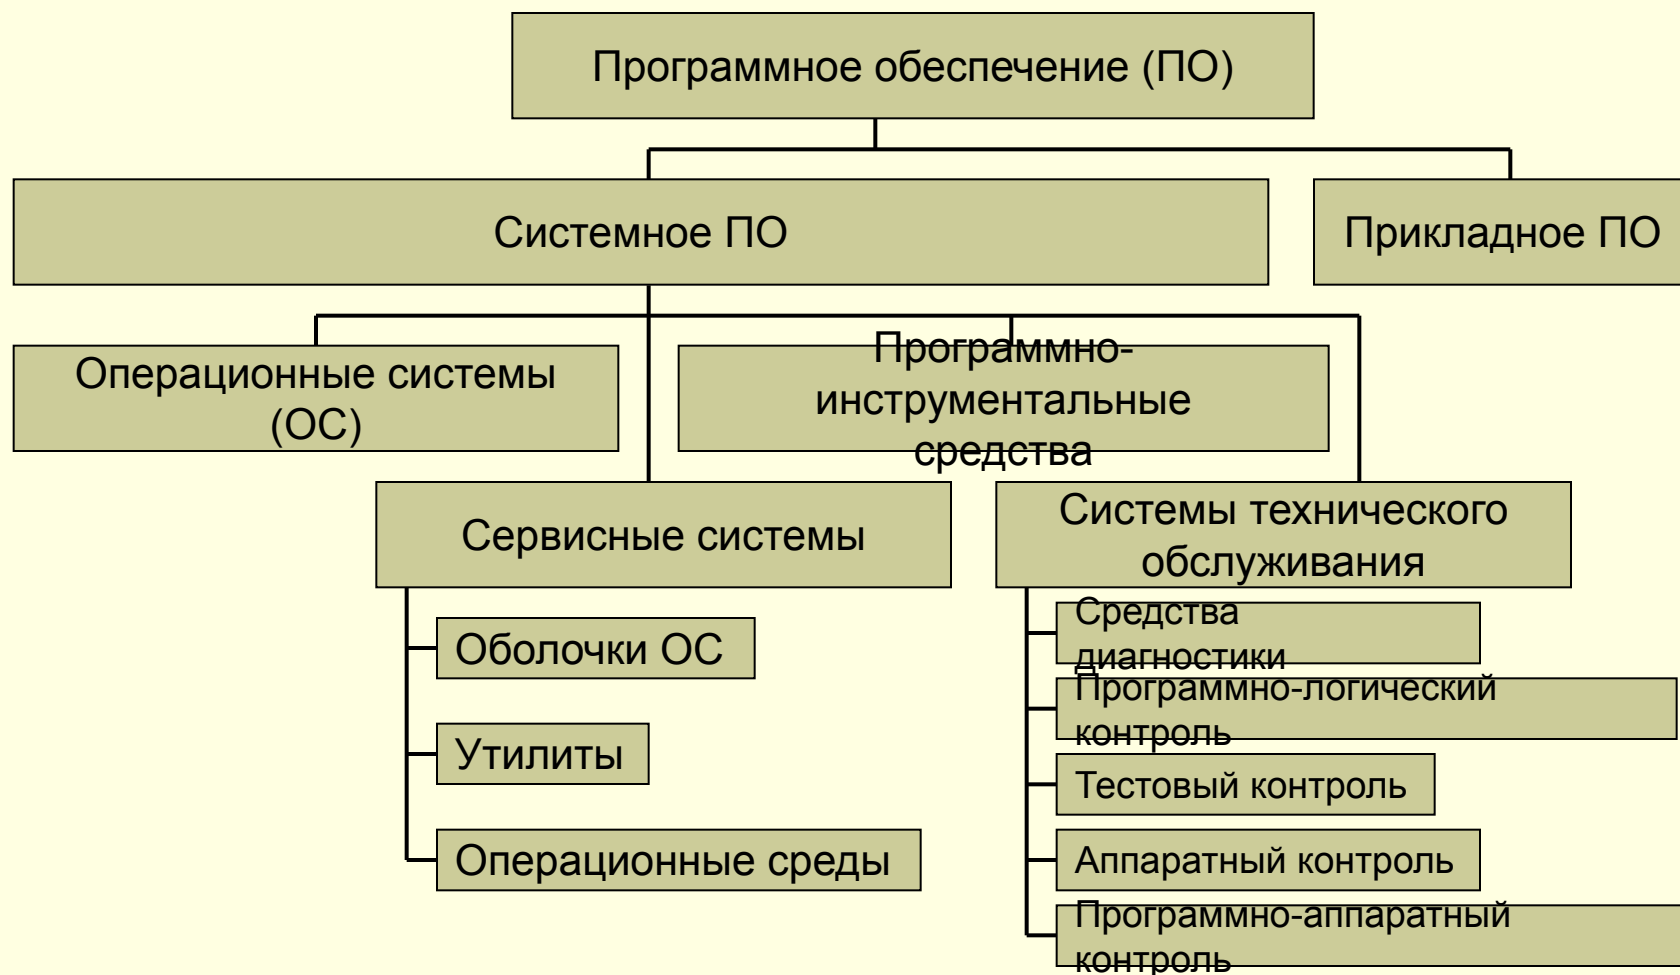 Программное обеспечение (ПО)
Системное ПО
Прикладное ПО
Операционные системы
(ОС)
Программно-
инструментальные
средства
Сервисные системы
Системы технического
обслуживания
Оболочки ОС
Утилиты
Операционные среды
Средства
диагностики
Программно-логический
контроль
Тестовый контроль
Аппаратный контроль
Программно-аппаратный
контроль